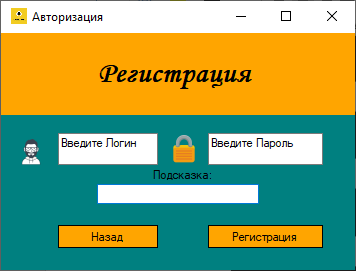 Авторизация
Регистрация
Введите Логин
Введите Пароль
Подсказка:
Назад
Регистрация